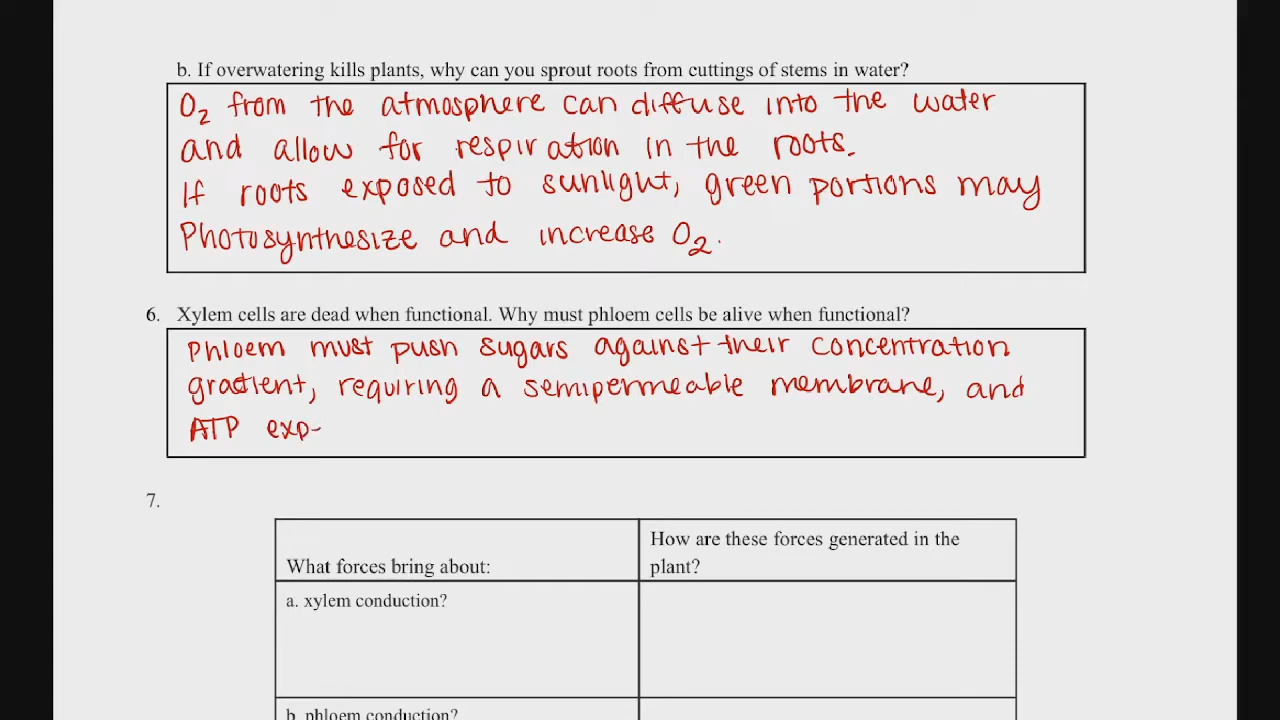 b. If overwatering kills plants, why can you sprout roots from cuttings of stems in water?
O2 from the atmosphere can diffuse into the water
and allow for respiration in the roots.
If roots exposed to sunlight, green portions may
Photosynthesize and increase O2.
6. Xylem cells are dead when functional. Why must phloem cells be alive when functional?
Phloem must push sugars against their concentration
gradient, requiring a semipermeable membrane, and
ATP exp
7.
How are these forces generated in the
What forces bring about:
plant?
a. xylem conduction?
b. phloem conduction?